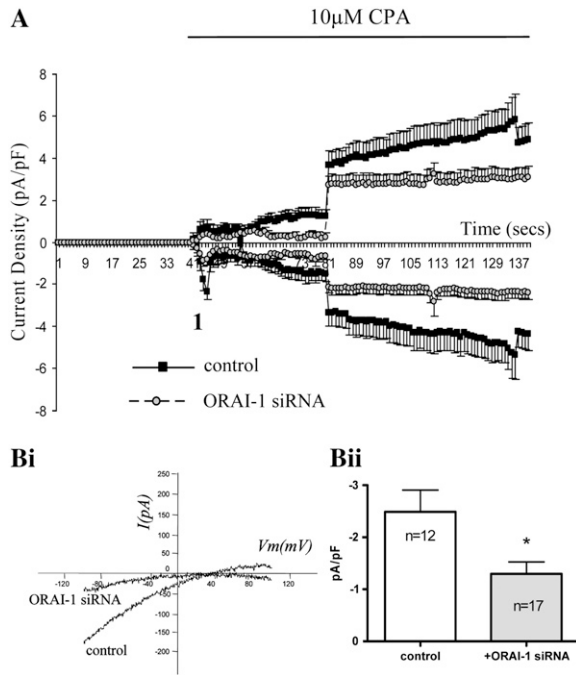 A
10μM CPA
Current Density (pA/pF)
8
6
4
2
0
-2
-4
-6
-8
Time (secs)
1 9 17 25 33 4 73 81 89 97 105 113 121 129 137
1
control
ORAI-1 siRNA
Bi
I(pA)
Vm(mV)
250
200
150
100
50
0
-50
-100
-150
-200
-120 -80 -40 40 80 120
ORAI-1 siRNA
control
Bii
pA/pF
-3
-2
-1
0
n=12
*
n=17
control
+ORAI-1 siRNA